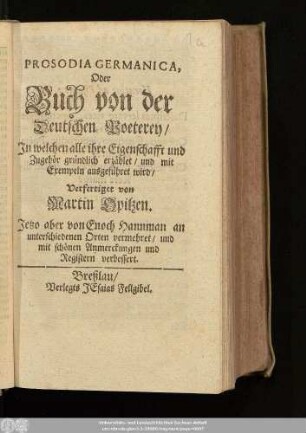 PROSODIA GERMANICA,
Oder
Buch von der
Deutschen Poeterey/
In welchen alle ihre Eigenschafft und
Zugehör gründlich erzählet/ und mit
Exempeln ausgeführet wird/
Verfertiget von
Martin Opitzen.
Jetzo aber von Enoch Hannman an
unterschiedenen Orten vermehret/ und
mit schönen Anmerckungen und
Registern verbessert.
Breßlau/
Verlegts JEsaias Fellgibel.